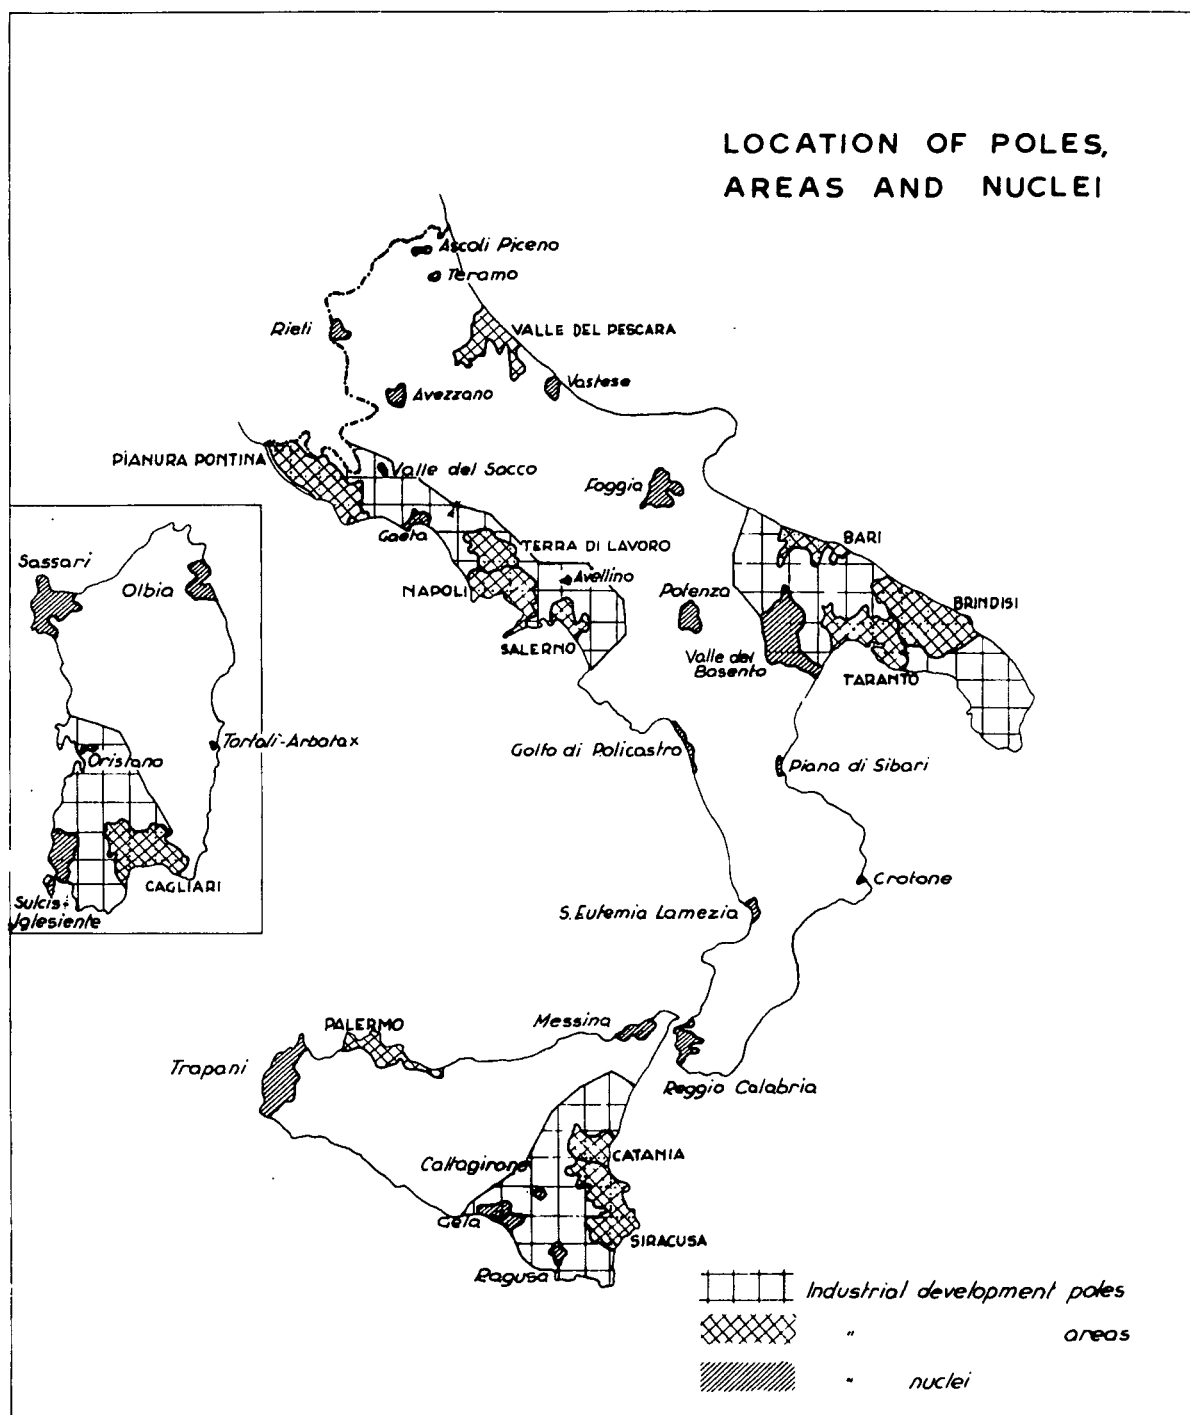 LOCATION OF POLES,
AREAS AND NUCLEI
Ascoli Piceno
Teramo
Rieti
VALLE DEL PESCARA
Avezzano
Vastese
PIANURA PONTINA
Valle del Sacco
Foggia
Gaeta
TERRA DI LAVORO
BARI
Avellino
NAPOLI
Potenza
BRINDISI
SALERNO
Valle del
Basento
TARANTO
Sassari
Olbia
Golfo di Policastro
Piana di Sibari
Tortolì-Arbatax
Oristano
CAGLIARI
Sulcis-
Iglesiente
Crotone
S. Eufemia Lamezia
Messina
PALERMO
Trapani
Reggio Calabria
CATANIA
Caltagirone
Gela
SIRACUSA
Ragusa
Industrial development poles
" areas
" nuclei